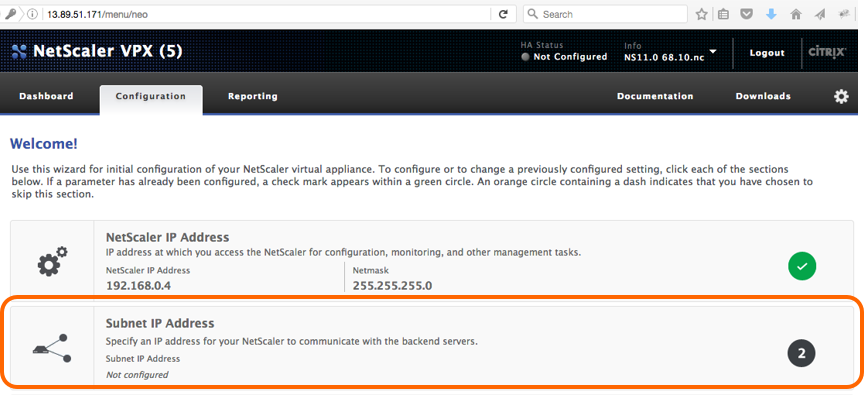 13.89.51.171/menu/neo
Search
NetScaler VPX (5)
HA Status
Not Configured
Info
NS11.0 68.10.nc
Logout
CİTRIX
Dashboard
Configuration
Reporting
Documentation
Downloads
Welcome!
Use this wizard for initial configuration of your NetScaler virtual appliance. To configure or to change a previously configured setting, click each of the sections
below. If a parameter has already been configured, a check mark appears within a green circle. An orange circle containing a dash indicates that you have chosen to
skip this section.
NetScaler IP Address
IP address at which you access the NetScaler for configuration, monitoring, and other management tasks.
NetScaler IP Address
192.168.0.4
Netmask
255.255.255.0
Subnet IP Address
Specify an IP address for your NetScaler to communicate with the backend servers.
Subnet IP Address
Not configured
2